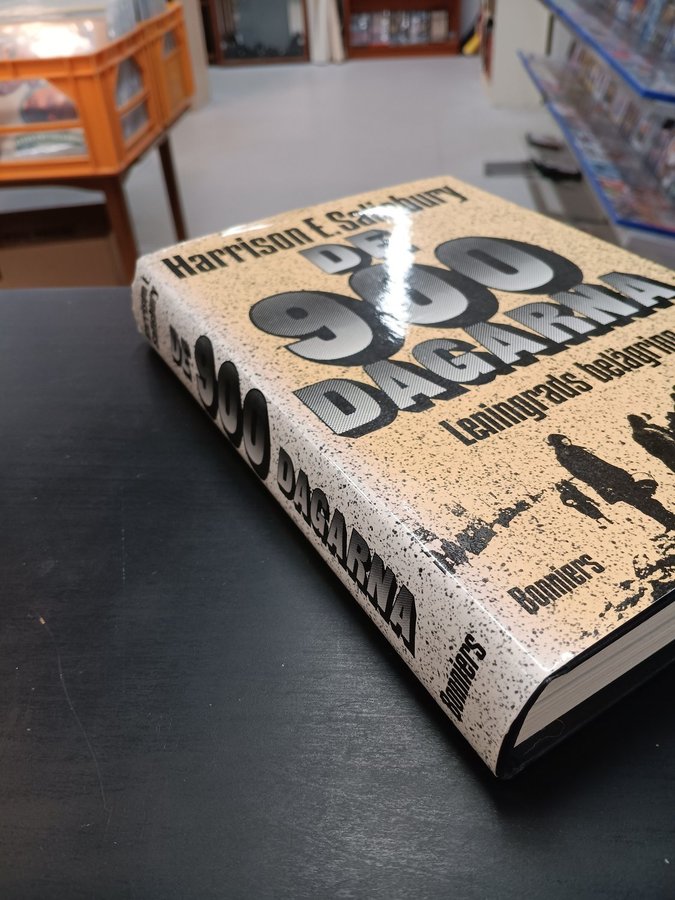 Harrison E. Salisbury
DE
900
DAGARNA
Leningrads belägring
Bonniers
DE 900 DAGARNA
Bonniers